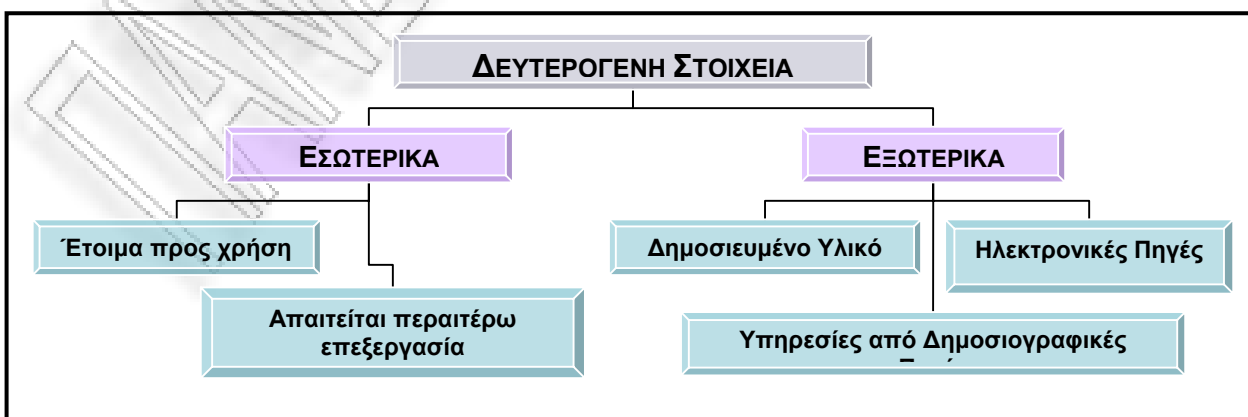 ΔΕΥΤΕΡΟΓΕΝΗ ΣΤΟΙΧΕΙΑ
ΕΣΩΤΕΡΙΚΑ
ΕΞΩΤΕΡΙΚΑ
Έτοιμα προς χρήση
Δημοσιευμένο Υλικό
Ηλεκτρονικές Πηγές
Απαιτείται περαιτέρω
επεξεργασία
Υπηρεσίες από Δημοσιογραφικές